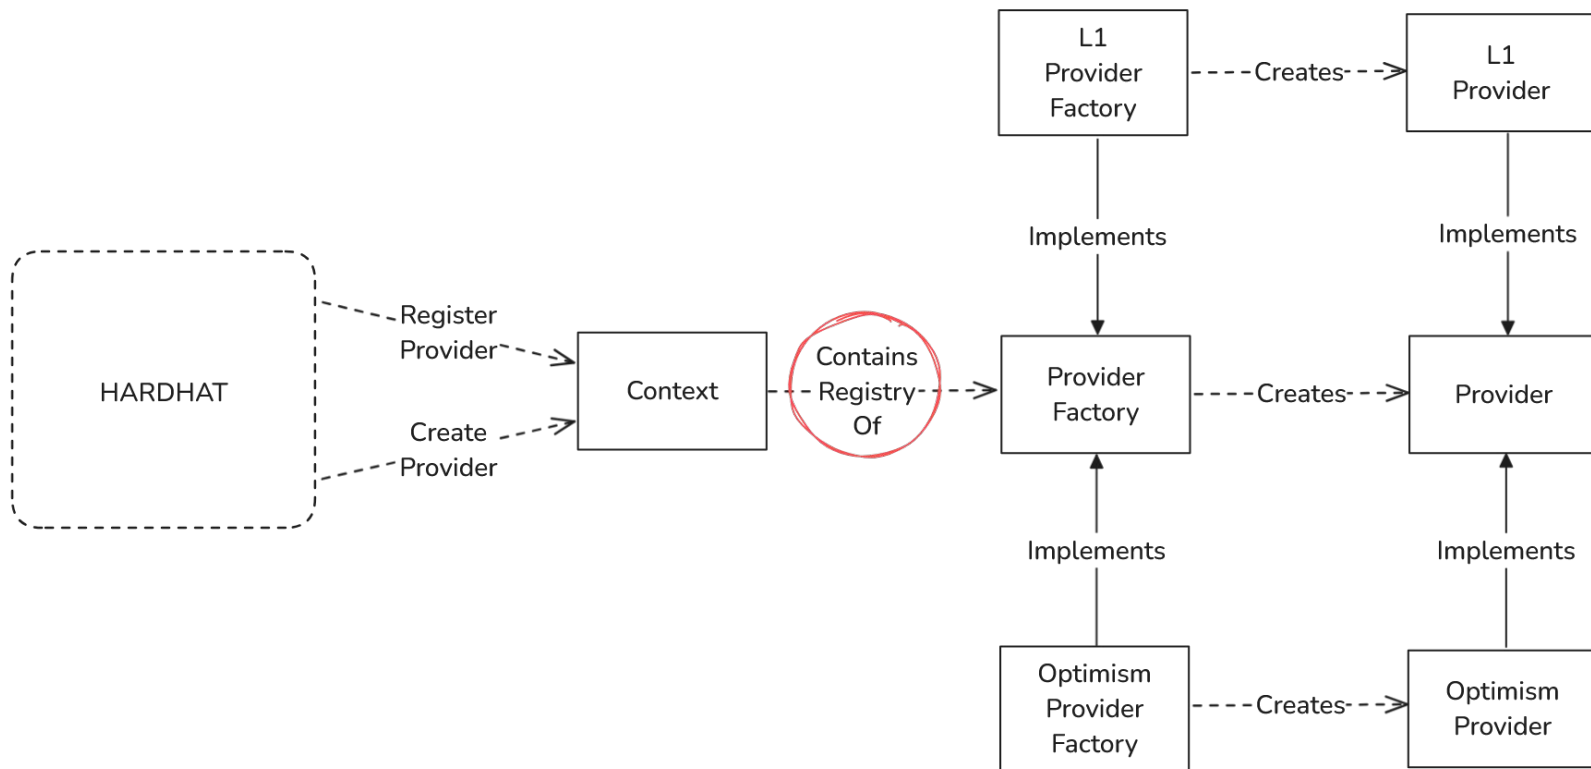 L1
Provider
Factory
Creates
L1
Provider
Implements
Implements
HARDHAT
Register
Provider
Create
Provider
Context
Contains
Registry
Of
Provider
Factory
Creates
Provider
Implements
Implements
Optimism
Provider
Factory
Creates
Optimism
Provider